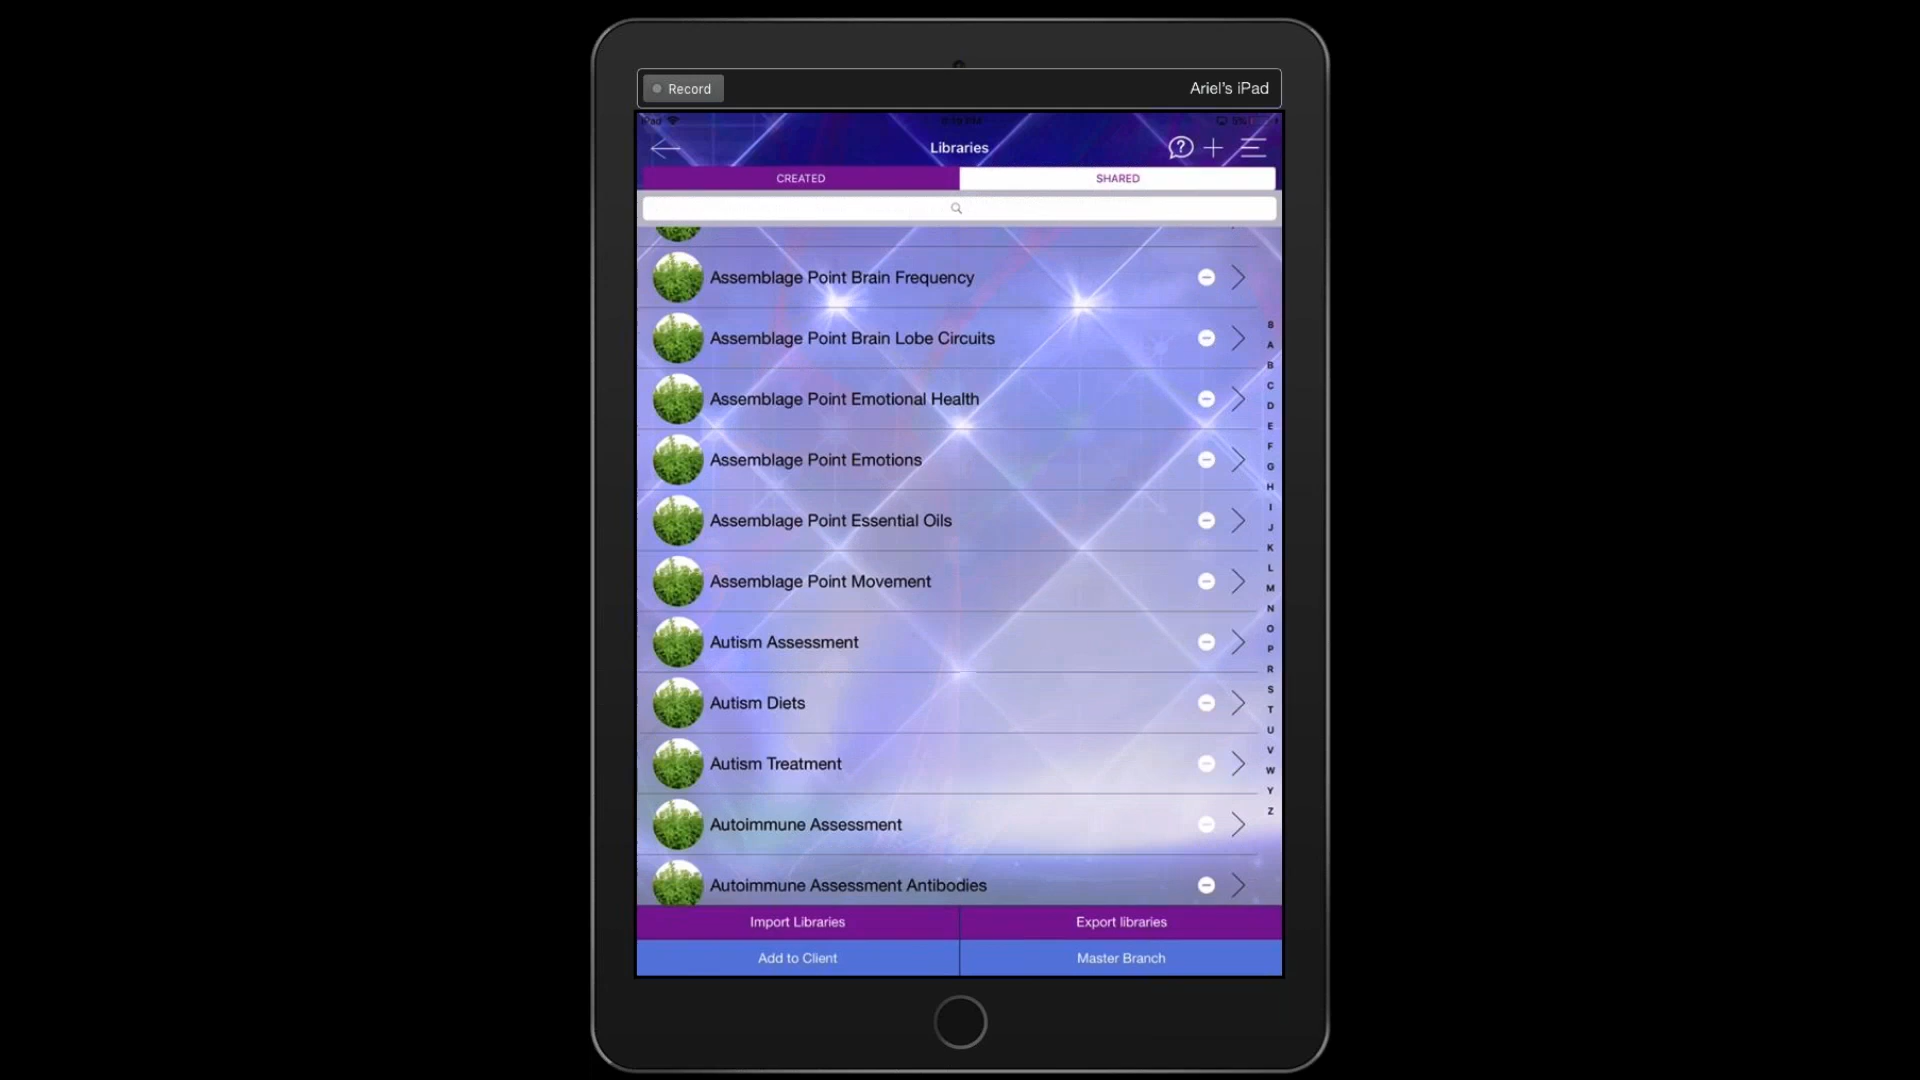 Record
Ariel's iPad
iPad
5%
Libraries
CREATED
SHARED
Assemblage Point Brain Frequency
Assemblage Point Brain Lobe Circuits
Assemblage Point Emotional Health
Assemblage Point Emotions
Assemblage Point Essential Oils
Assemblage Point Movement
Autism Assessment
Autism Diets
Autism Treatment
Autoimmune Assessment
Autoimmune Assessment Antibodies
B
A
B
C
D
E
F
G
H
I
J
K
L
M
N
O
P
R
S
T
U
V
W
Y
Z
Import Libraries
Export libraries
Add to Client
Master Branch